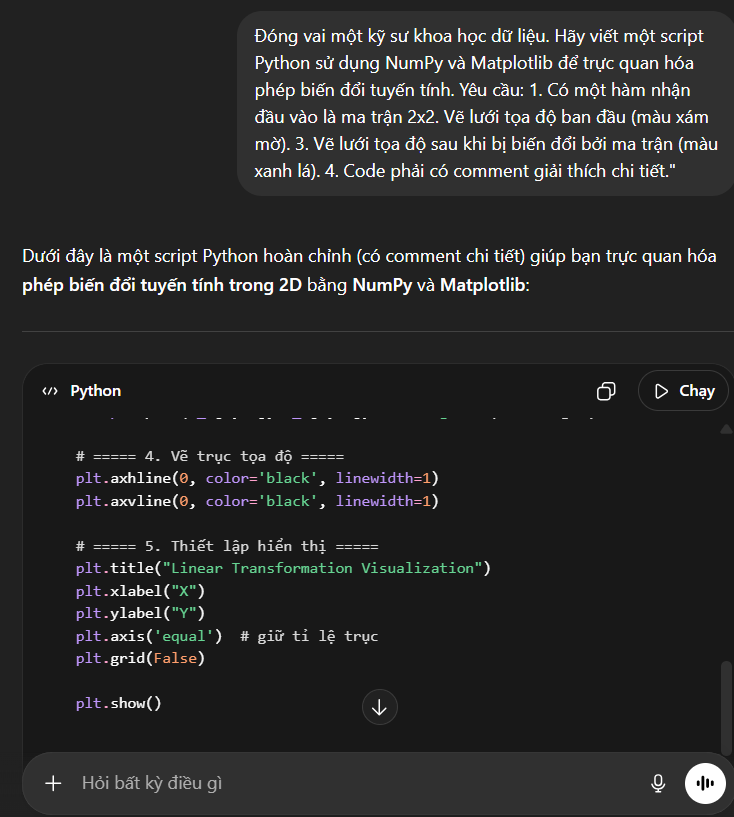 Đóng vai một kỹ sư khoa học dữ liệu. Hãy viết một script
Python sử dụng NumPy và Matplotlib để trực quan hóa
phép biến đổi tuyến tính. Yêu cầu: 1. Có một hàm nhận
đầu vào là ma trận 2x2. Vẽ lưới tọa độ ban đầu (màu xám
mờ). 3. Vẽ lưới tọa độ sau khi bị biến đổi bởi ma trận (màu
xanh lá). 4. Code phải có comment giải thích chi tiết."
Dưới đây là một script Python hoàn chỉnh (có comment chi tiết) giúp bạn trực quan hóa
phép biến đổi tuyến tính trong 2D bằng NumPy và Matplotlib:
Python
Chạy
# ===== 4. Vẽ trục tọa độ =====
plt.axhline(0, color='black', linewidth=1)
plt.axvline(0, color='black', linewidth=1)
# ===== 5. Thiết lập hiển thị =====
plt.title("Linear Transformation Visualization")
plt.xlabel("X")
plt.ylabel("Y")
plt.axis('equal')  # giữ tỉ lệ trục
plt.grid(False)
plt.show()
Hỏi bất kỳ điều gì